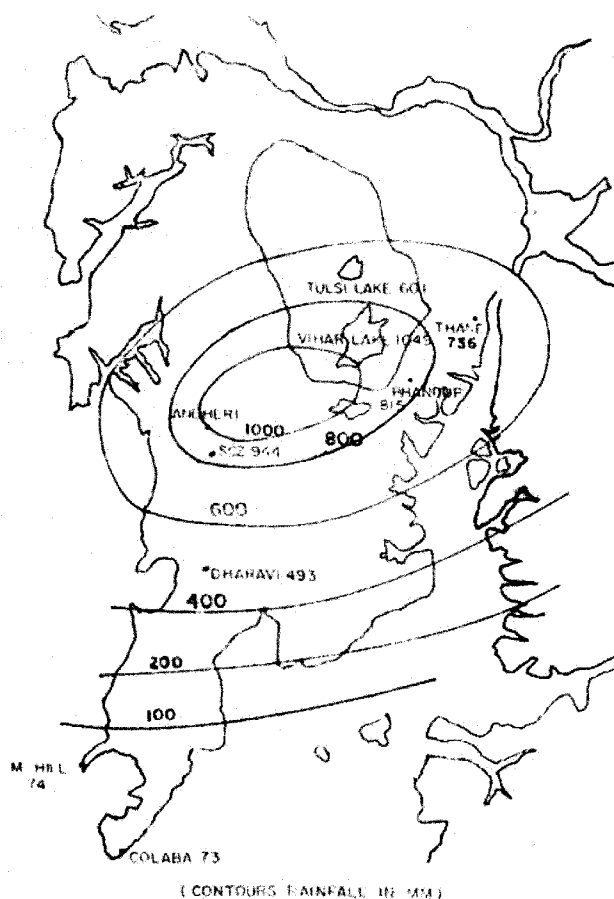 TULSI LAKE 601
VIHAR LAKE 1045
THANE
736
BHANDUP
815
ANDHERI
1000
800
SCZ 944
600
DHARAVI 493
400
200
100
M. HILL
74
COLABA 73
(CONTOURS RAINFALL IN MM)